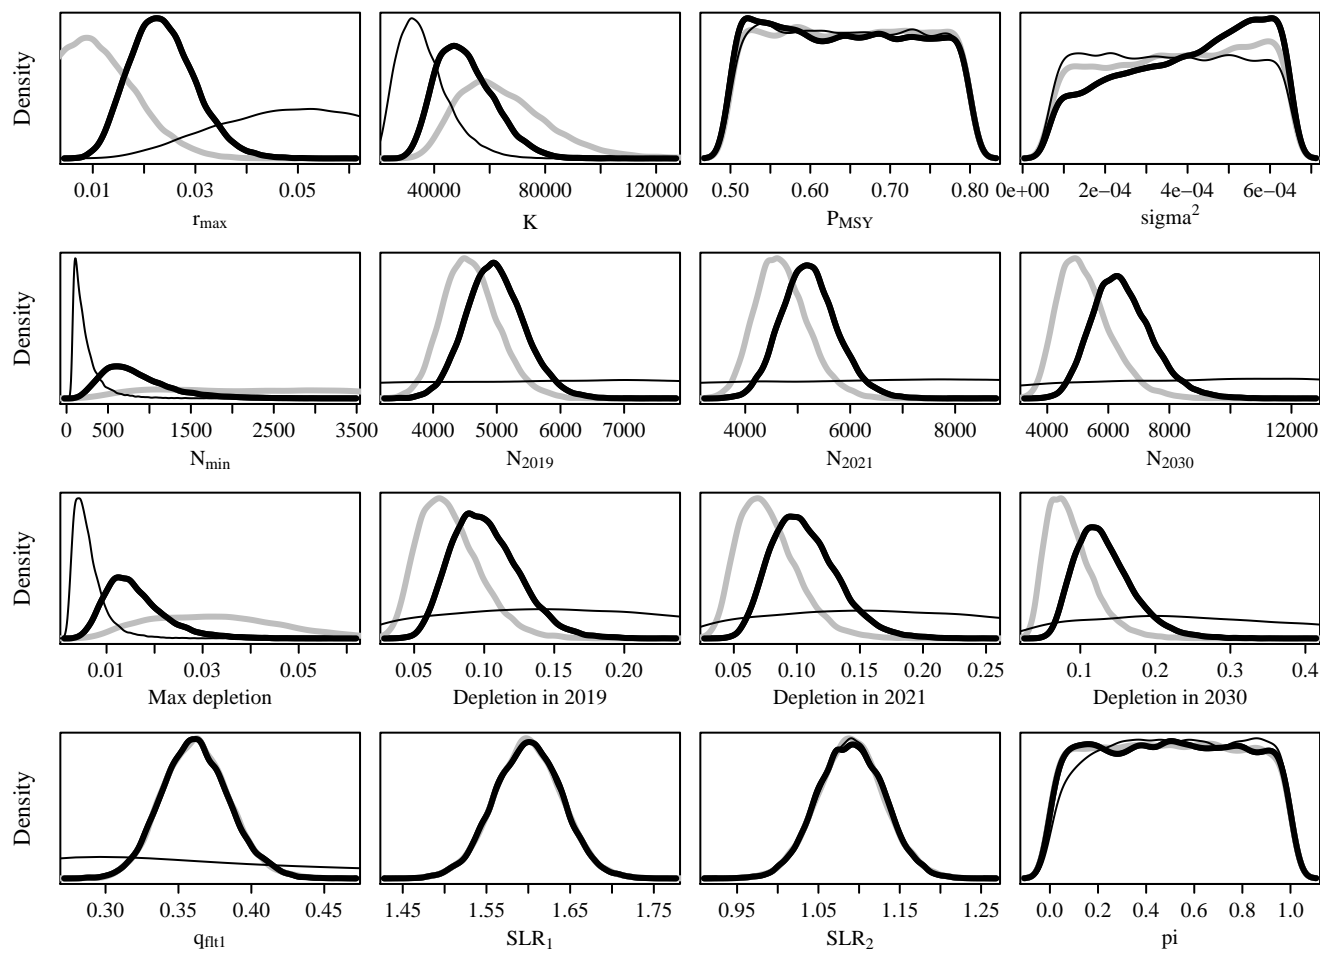 Density
0.01 0.03 0.05
r_max
40000 80000 120000
K
0.50 0.60 0.70 0.80
P_MSY
0e+00 2e−04 4e−04 6e−04
sigma²
Density
0 500 1500 2500 3500
N_min
4000 5000 6000 7000
N_2019
4000 6000 8000
N_2021
4000 6000 8000 12000
N_2030
Density
0.01 0.03 0.05
Max depletion
0.05 0.10 0.15 0.20
Depletion in 2019
0.05 0.10 0.15 0.20 0.25
Depletion in 2021
0.1 0.2 0.3 0.4
Depletion in 2030
Density
0.30 0.35 0.40 0.45
q_flt1
1.45 1.55 1.65 1.75
SLR_1
0.95 1.05 1.15 1.25
SLR_2
0.0 0.2 0.4 0.6 0.8 1.0
pi